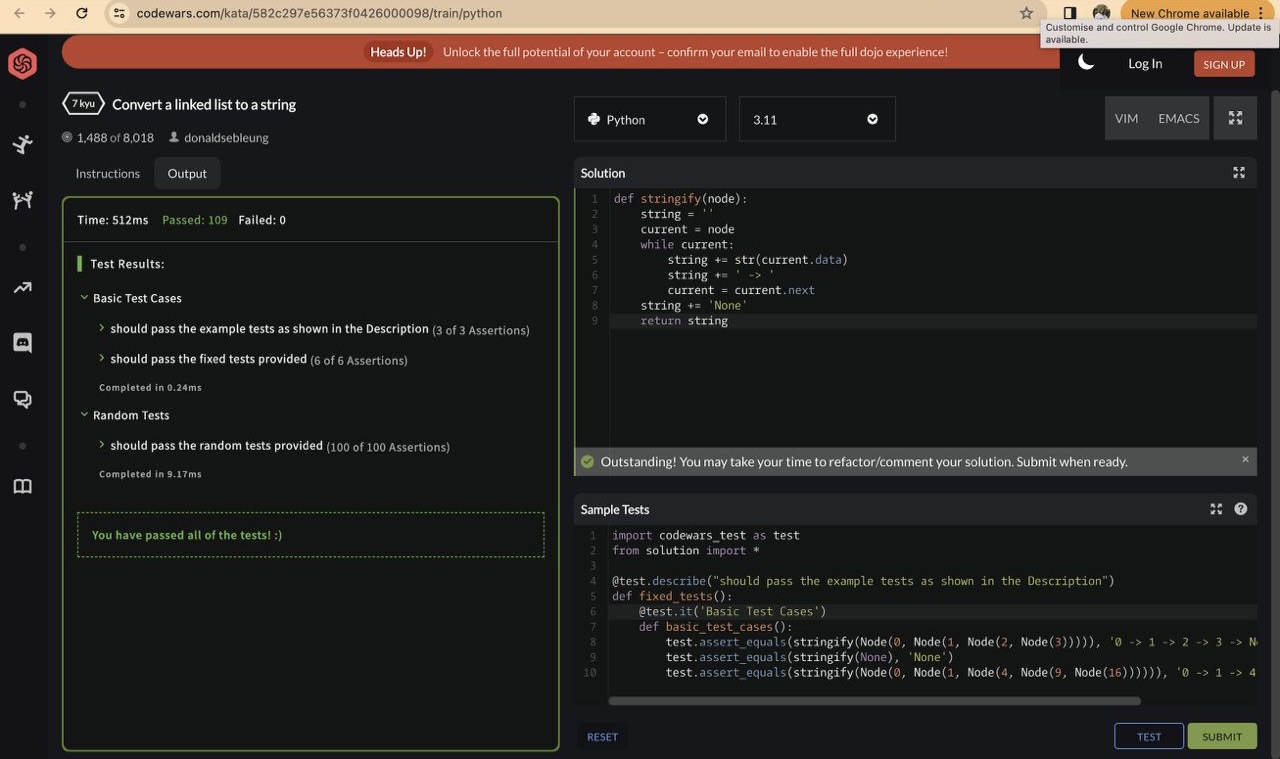 codewars.com/kata/582c297e56373f0426000098/train/python
New Chrome available
Customise and control Google Chrome. Update is
available.
Heads Up! Unlock the full potential of your account – confirm your email to enable the full dojo experience!
Log In
SIGN UP
7 kyu
Convert a linked list to a string
1,488 of 8,018
donaldsebleung
Python
3.11
VIM
EMACS
Instructions
Output
Time: 512ms Passed: 109 Failed: 0
Test Results:
Basic Test Cases
should pass the example tests as shown in the Description (3 of 3 Assertions)
should pass the fixed tests provided (6 of 6 Assertions)
Completed in 0.24ms
Random Tests
should pass the random tests provided (100 of 100 Assertions)
Completed in 9.17ms
You have passed all of the tests! :)
Solution
1 def stringify(node):
2     string = ''
3     current = node
4     while current:
5         string += str(current.data)
6         string += ' -> '
7         current = current.next
8     string += 'None'
9     return string
Outstanding! You may take your time to refactor/comment your solution. Submit when ready.
Sample Tests
1 import codewars_test as test
2 from solution import *
3
4 @test.describe("should pass the example tests as shown in the Description")
5 def fixed_tests():
6     @test.it('Basic Test Cases')
7     def basic_test_cases():
8         test.assert_equals(stringify(Node(0, Node(1, Node(2, Node(3))))), '0 -> 1 -> 2 -> 3 -> N
9         test.assert_equals(stringify(None), 'None')
10         test.assert_equals(stringify(Node(0, Node(1, Node(4, Node(9, Node(16)))))), '0 -> 1 -> 4
RESET
TEST
SUBMIT